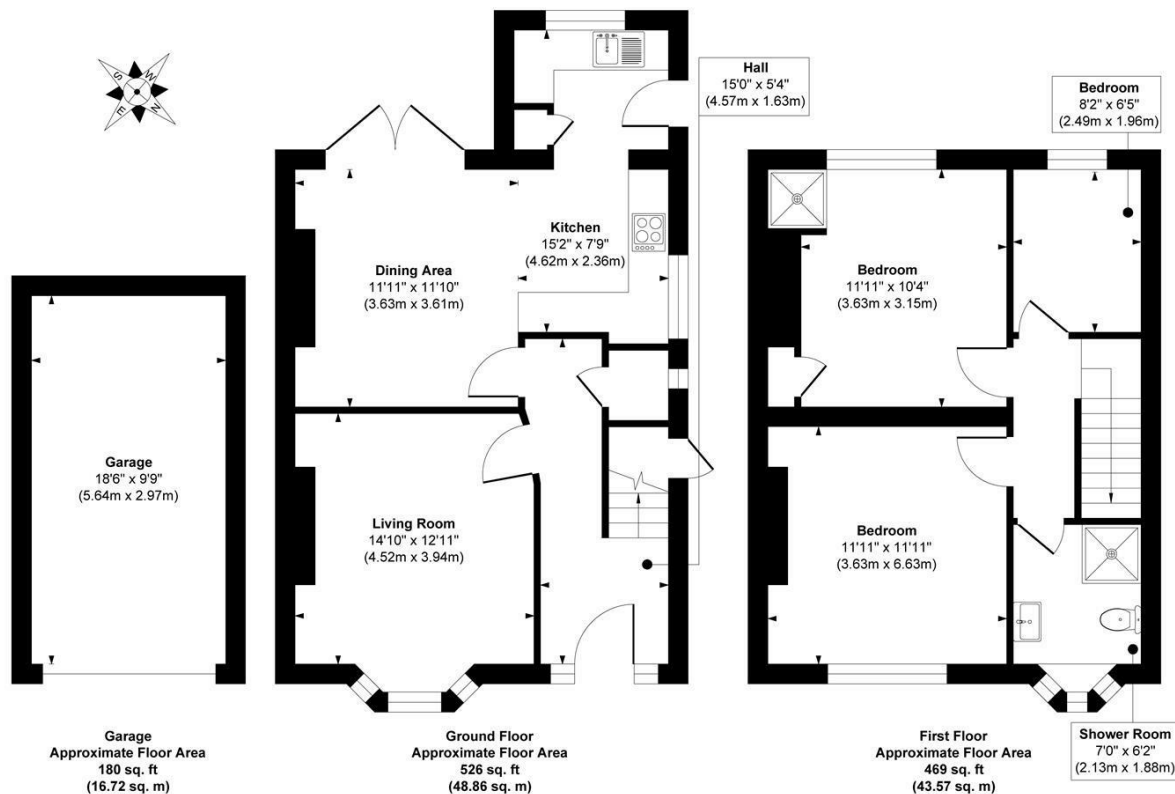 S
W
E
N
Hall
15'0" x 5'4"
(4.57m x 1.63m)
Bedroom
8'2" x 6'5"
(2.49m x 1.96m)
Kitchen
15'2" x 7'9"
(4.62m x 2.36m)
Dining Area
11'11" x 11'10"
(3.63m x 3.61m)
Bedroom
11'11" x 10'4"
(3.63m x 3.15m)
Garage
18'6" x 9'9"
(5.64m x 2.97m)
Living Room
14'10" x 12'11"
(4.52m x 3.94m)
Bedroom
11'11" x 11'11"
(3.63m x 6.63m)
Garage
Approximate Floor Area
180 sq. ft
(16.72 sq. m)
Ground Floor
Approximate Floor Area
526 sq. ft
(48.86 sq. m)
First Floor
Approximate Floor Area
469 sq. ft
(43.57 sq. m)
Shower Room
7'0" x 6'2"
(2.13m x 1.88m)